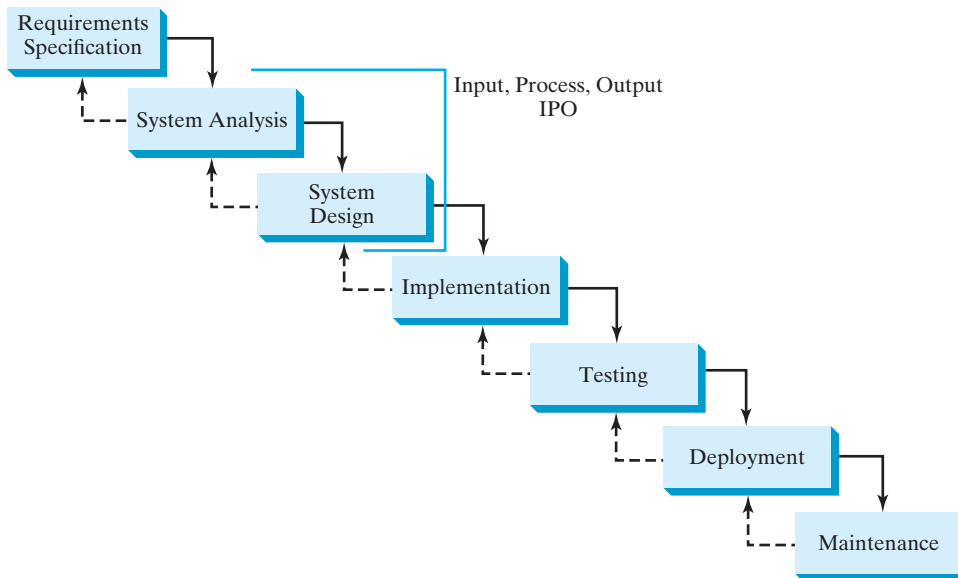 Requirements
Specification
Input, Process, Output
IPO
System Analysis
System
Design
Implementation
Testing
Deployment
Maintenance